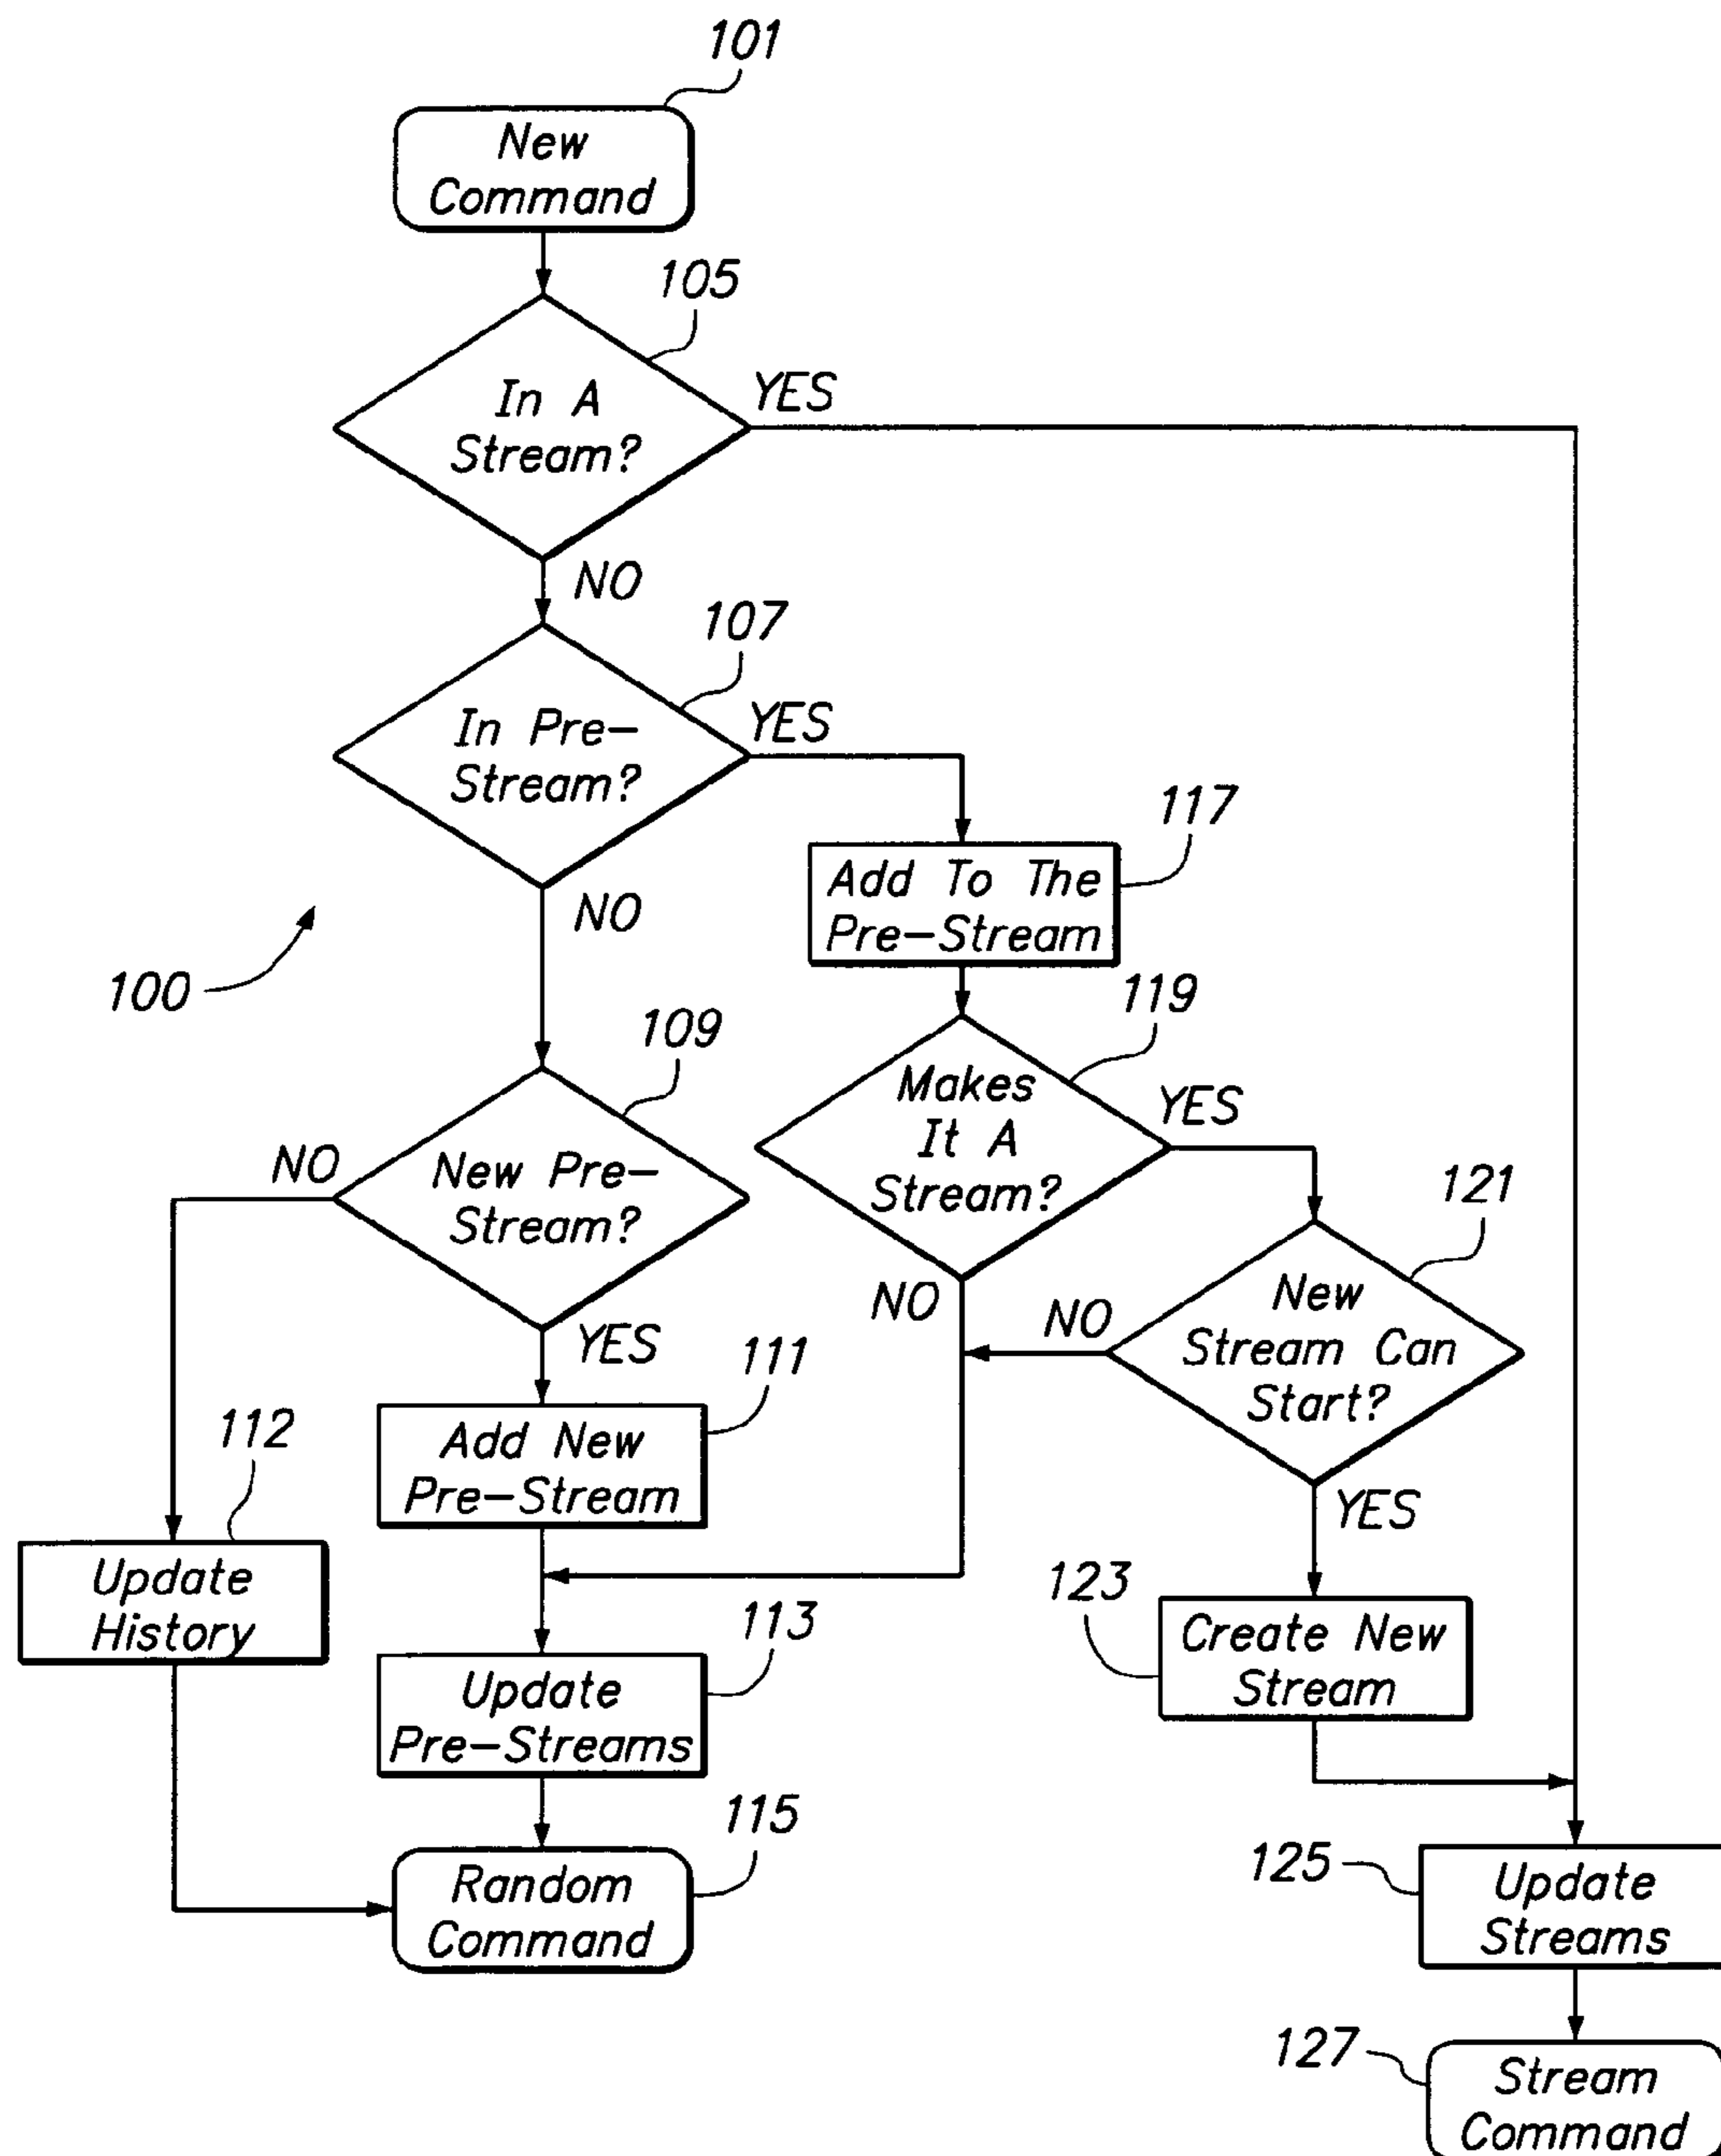 101
New
Command
105
In A
Stream?
YES
NO
107
In Pre-
Stream?
YES
NO
117
Add To The
Pre-Stream
100
119
Makes
It A
Stream?
YES
NO
109
New Pre-
Stream?
NO
YES
121
New
Stream Can
Start?
NO
YES
111
Add New
Pre-Stream
112
Update
History
123
Create New
Stream
113
Update
Pre-Streams
115
Random
Command
125
Update
Streams
127
Stream
Command